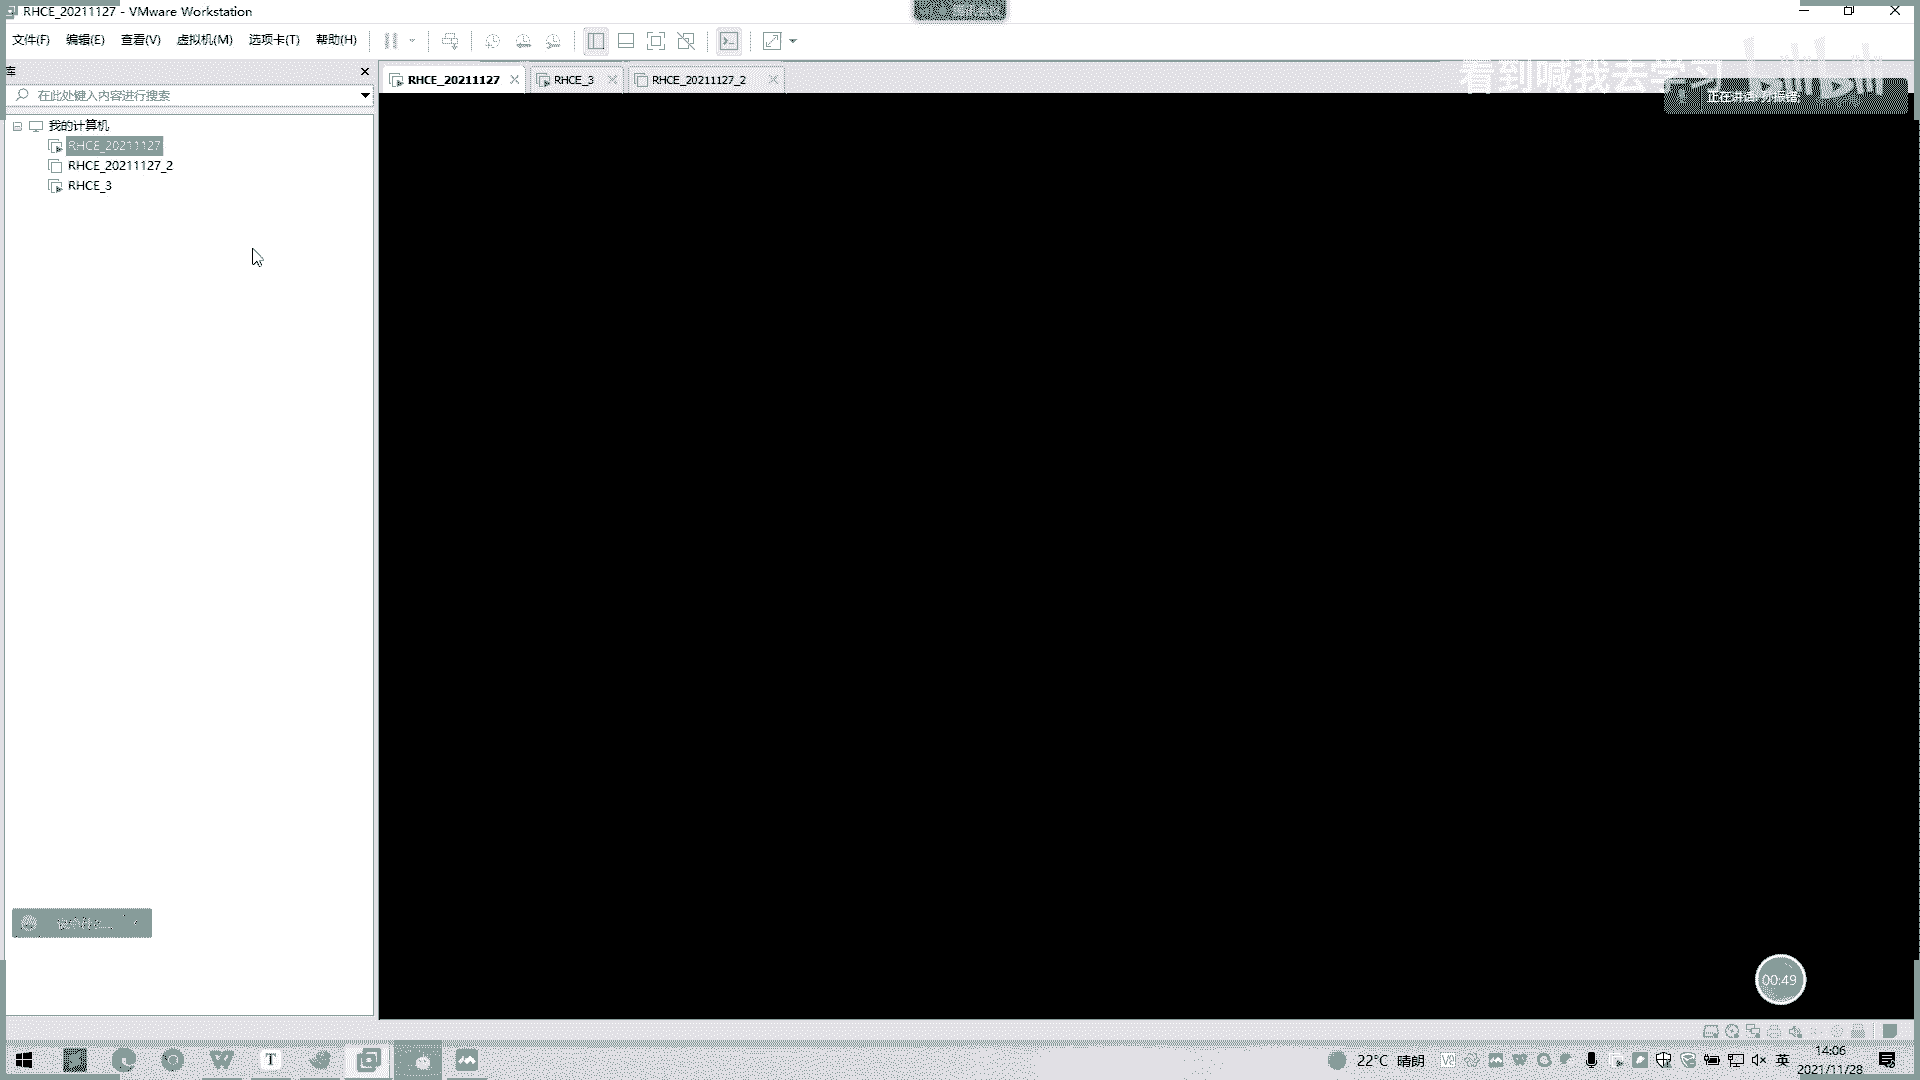 RHCE_20211127 - VMware Workstation
文件(F) 编辑(E) 查看(V) 虚拟机(M) 选项卡(T) 帮助(H)
库
RHCE_20211127 RHCE_3 RHCE_20211127_2
看到喊我去学习 bilibili
在此处键入内容进行搜索
正在讲话:
我的计算机
RHCE_20211127
RHCE_20211127_2
RHCE_3
00:49
22°C 晴朗 英 14:06
2021/11/28